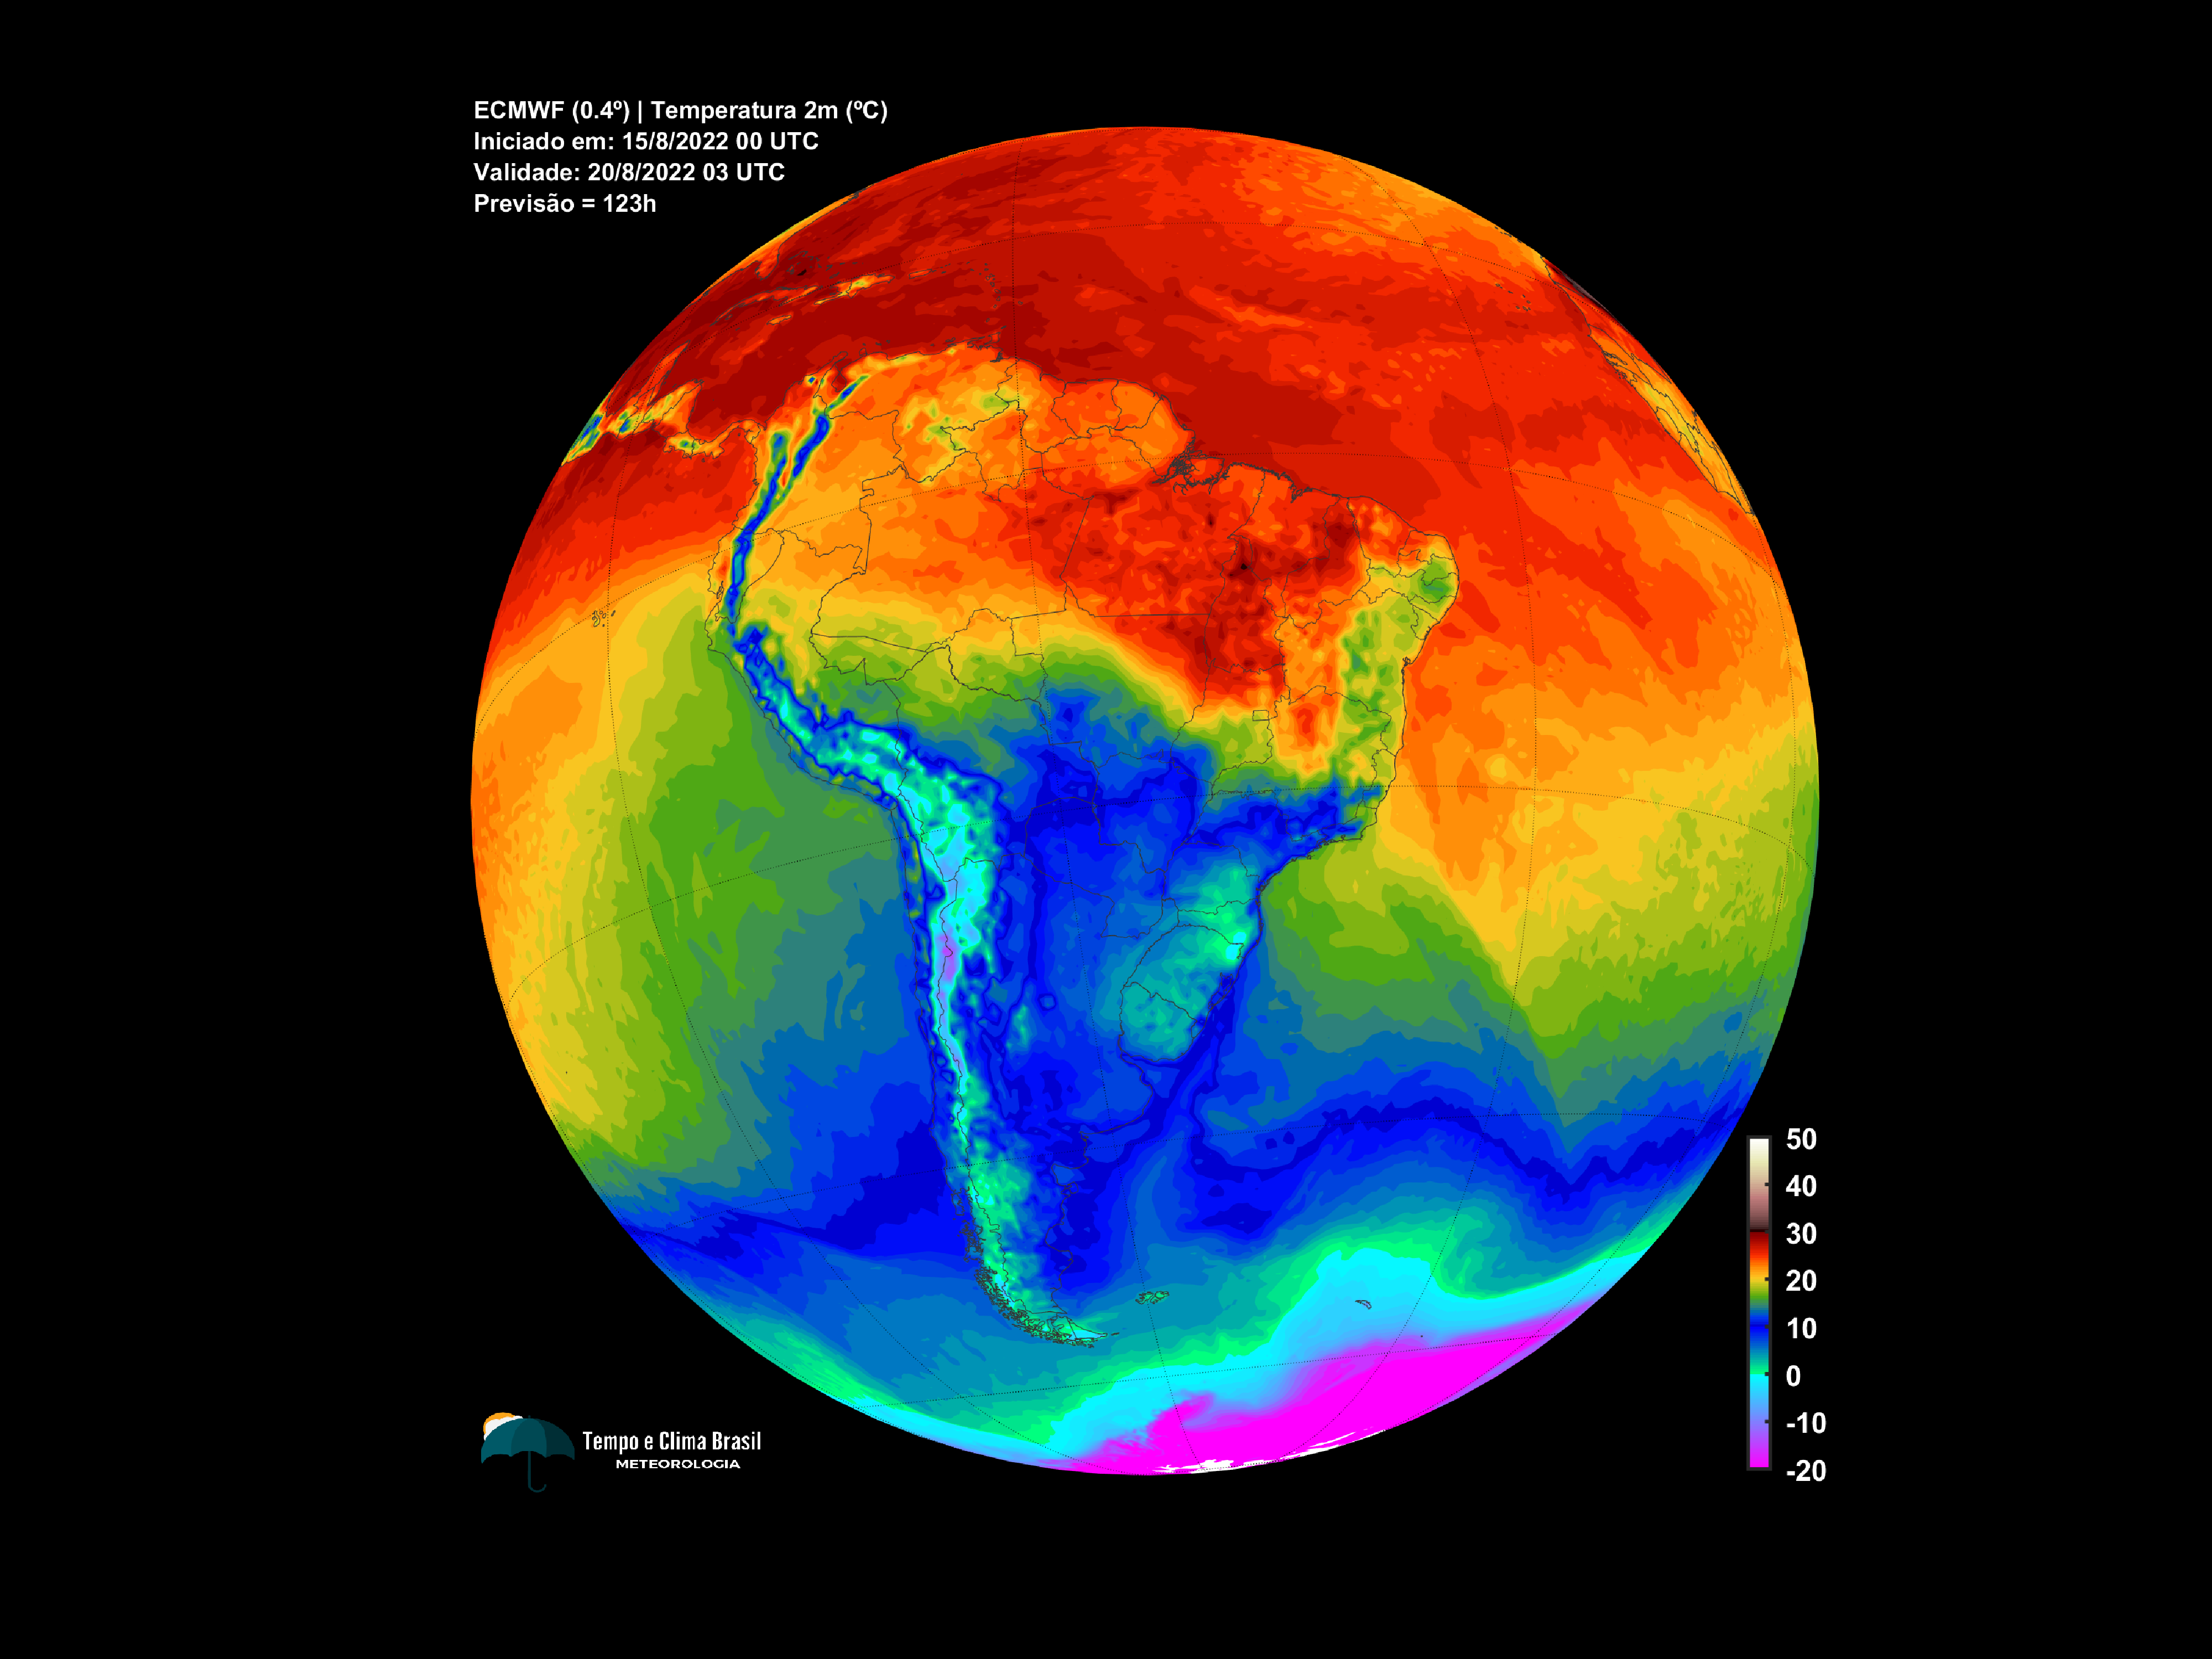 ECMWF (0.4º) | Temperatura 2m (ºC)
Iniciado em: 15/8/2022 00 UTC
Validade: 20/8/2022 03 UTC
Previsão = 123h
50
40
30
20
10
0
-10
-20
Tempo e Clima Brasil
METEOROLOGIA